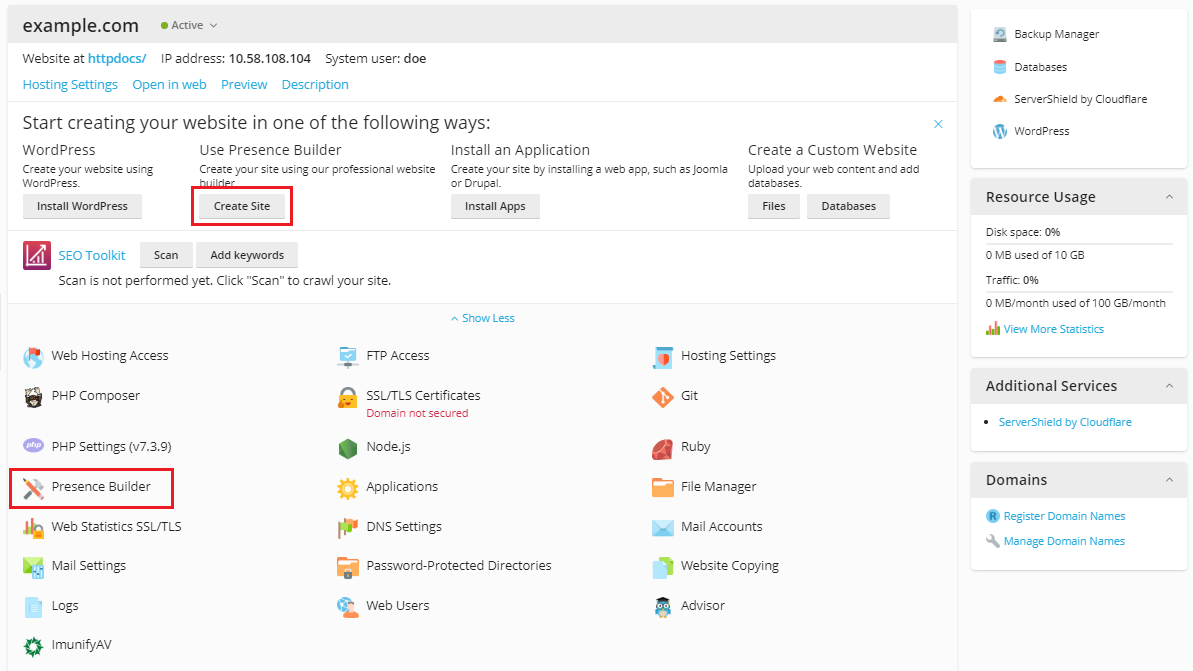 example.com Active
Website at httpdocs/ IP address: 10.58.108.104 System user: doe
Hosting Settings Open in web Preview Description
Start creating your website in one of the following ways:
WordPress
Create your website using
WordPress.
Install WordPress
Use Presence Builder
Create your site using our professional website
builder
Create Site
Install an Application
Create your site by installing a web app, such as Joomla
or Drupal.
Install Apps
Create a Custom Website
Upload your web content and add
databases.
Files Databases
SEO Toolkit Scan Add keywords
Scan is not performed yet. Click "Scan" to crawl your site.
Show Less
Web Hosting Access FTP Access Hosting Settings
PHP Composer SSL/TLS Certificates Git
Domain not secured
php PHP Settings (v7.3.9) Node.js Ruby
Presence Builder Applications File Manager
Web Statistics SSL/TLS DNS Settings Mail Accounts
Mail Settings Password-Protected Directories Website Copying
Logs Web Users Advisor
ImunifyAV
Backup Manager
Databases
ServerShield by Cloudflare
WordPress
Resource Usage
Disk space: 0%
0 MB used of 10 GB
Traffic: 0%
0 MB/month used of 100 GB/month
View More Statistics
Additional Services
ServerShield by Cloudflare
Domains
R Register Domain Names
Manage Domain Names